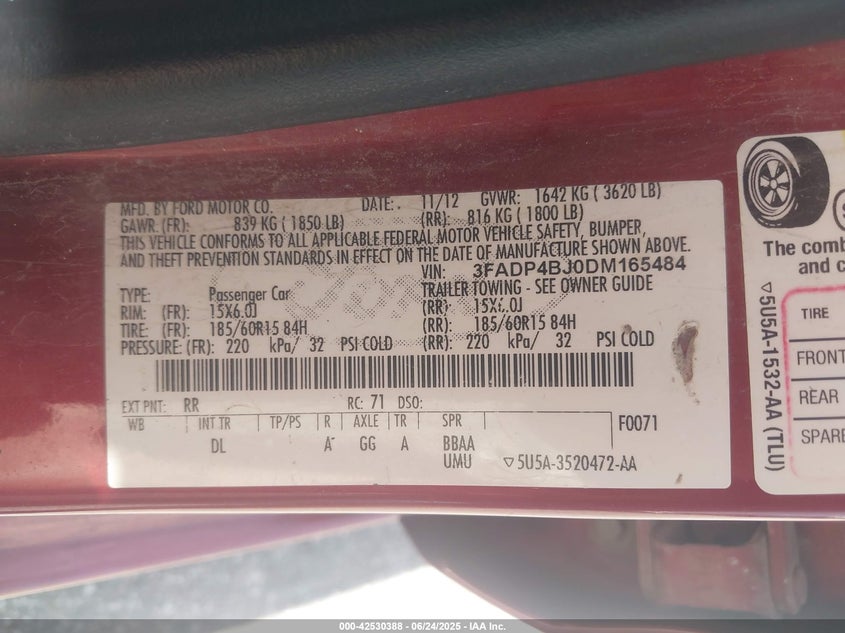 MFD. BY FORD MOTOR CO. DATE: 11/12 GVWR: 1642 KG ( 3620 LB)
GAWR: (FR): 839 KG ( 1850 LB) (RR): 816 KG ( 1800 LB)
THIS VEHICLE CONFORMS TO ALL APPLICABLE FEDERAL MOTOR VEHICLE SAFETY, BUMPER,
AND THEFT PREVENTION STANDARDS IN EFFECT ON THE DATE OF MANUFACTURE SHOWN ABOVE.
VIN: 3FADP4BJ0DM165484
TYPE: Passenger Car TRAILER TOWING - SEE OWNER GUIDE
RIM: (FR): 15X6.0J (RR): 15X6.0J
TIRE: (FR): 185/60R15 84H (RR): 185/60R15 84H
PRESSURE: (FR): 220 kPa/ 32 PSI COLD (RR): 220 kPa/ 32 PSI COLD
EXT PNT: RR RC: 71 DSO:
WB INT TR TP/PS R AXLE TR SPR F0071
DL A GG A BBAA
UMU ▽5U5A-3520472-AA
▽5U5A-1532-AA (TLU)
The comb
and c
TIRE
FRONT
REAR
SPARE
000-42530388 - 06/24/2025 - IAA Inc.